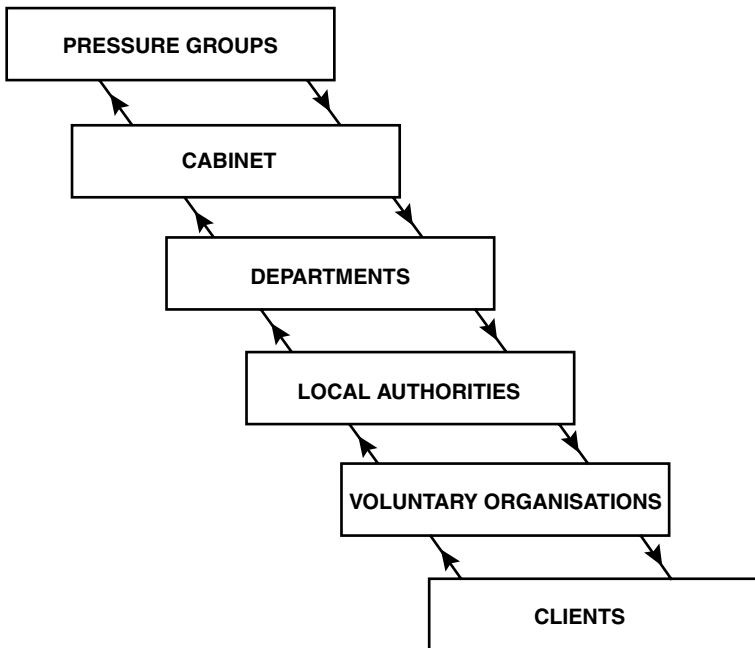 PRESSURE GROUPS
CABINET
DEPARTMENTS
LOCAL AUTHORITIES
VOLUNTARY ORGANISATIONS
CLIENTS